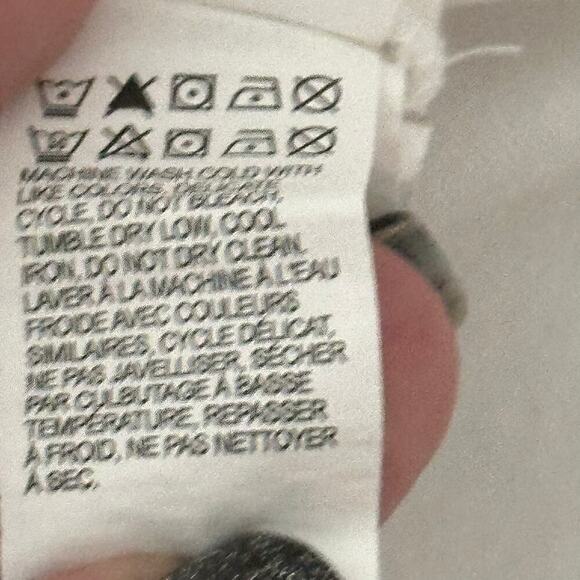 MACHINE WASH COLD WITH
LIKE COLORS, DELICATE
CYCLE, DO NOT BLEACH,
TUMBLE DRY LOW, COOL
IRON, DO NOT DRY CLEAN.
LAVER À LA MACHINE À L'EAU
FROIDE AVEC COULEURS
SIMILAIRES, CYCLE DÉLICAT,
NE PAS JAVELLISER, SÉCHER
PAR CULBUTAGE À BASSE
TEMPÉRATURE, REPASSER
À FROID, NE PAS NETTOYER
À SEC.